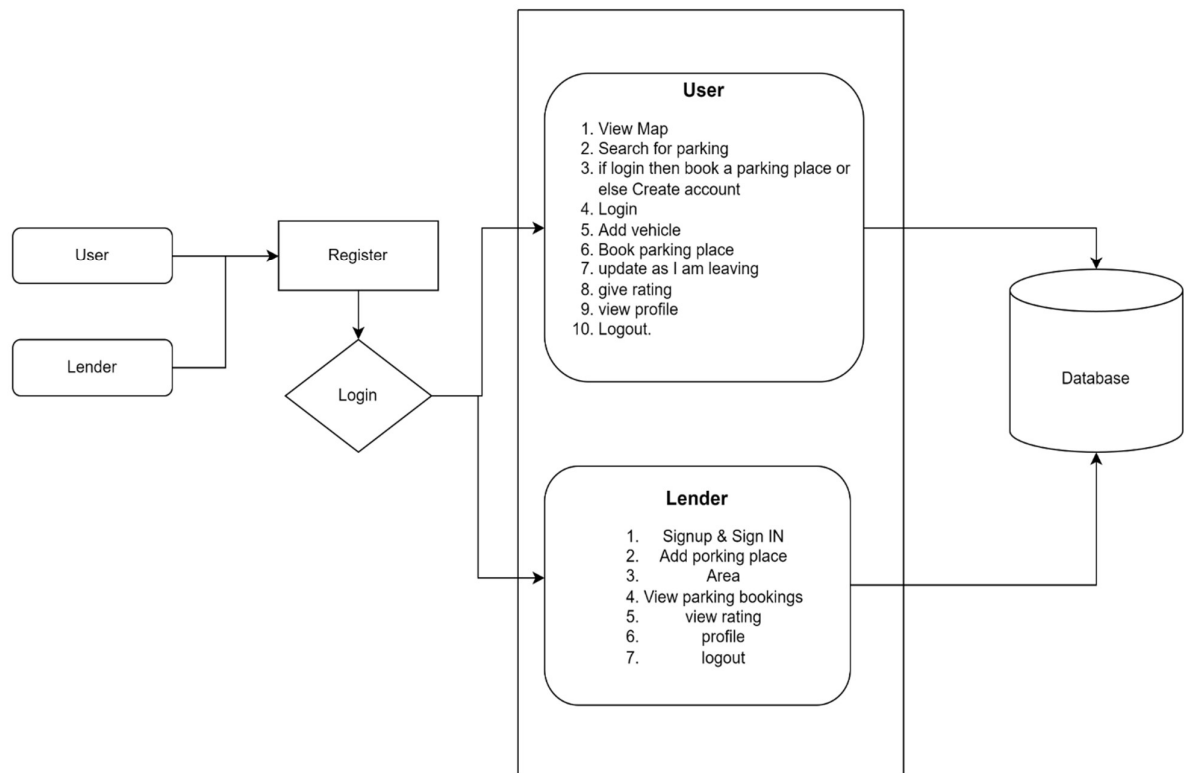 User
Lender
Register
Login
User
1. View Map
2. Search for parking
3. if login then book a parking place or
else Create account
4. Login
5. Add vehicle
6. Book parking place
7. update as I am leaving
8. give rating
9. view profile
10. Logout.
Lender
1. Signup & Sign IN
2. Add porking place
3. Area
4. View parking bookings
5. view rating
6. profile
7. logout
Database